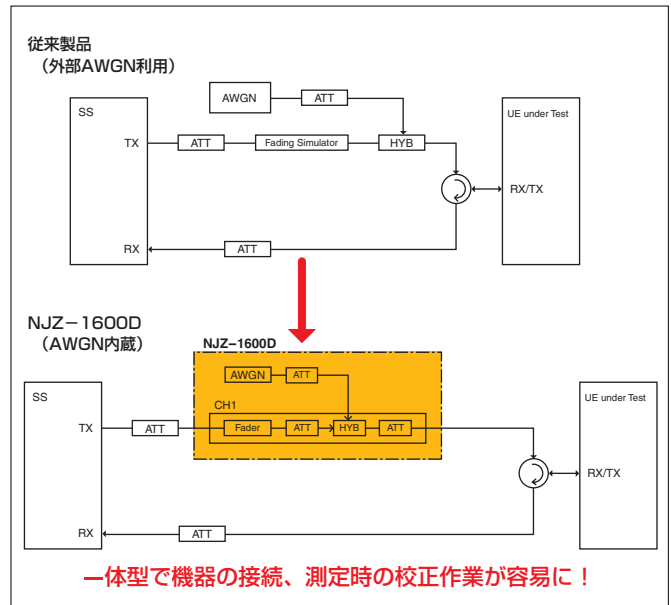 従来製品
（外部AWGN利用）
AWGN
ATT
SS
UE under Test
TX
ATT
Fading Simulator
HYB
RX/TX
RX
ATT
NJZ−1600D
（AWGN内蔵）
NJZ−1600D
AWGN
ATT
SS
CH1
UE under Test
TX
ATT
Fader
ATT
HYB
ATT
RX/TX
RX
ATT
一体型で機器の接続、測定時の校正作業が容易に！